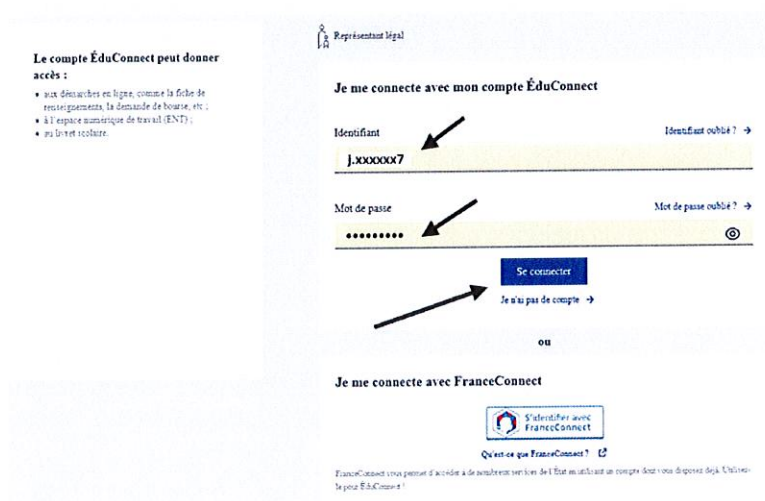 Représentant légal
Le compte ÉduConnect peut donner
accès :
• aux démarches en ligne, comme la fiche de
renseignements, la demande de bourse, etc ;
• à l'espace numérique de travail (ENT) ;
• au livret scolaire.
Je me connecte avec mon compte ÉduConnect
Identifiant
Identifiant oublié ? →
j.xxxxxx7
Mot de passe
Mot de passe oublié ? →
•••••••••
Se connecter
Je n'ai pas de compte →
ou
Je me connecte avec FranceConnect
S'identifier avec
FranceConnect
Qu'est-ce que FranceConnect ?
FranceConnect vous permet d'accéder à de nombreux services de l'État en utilisant un compte dont vous disposez déjà. Utilisez-
le pour ÉduConnect !